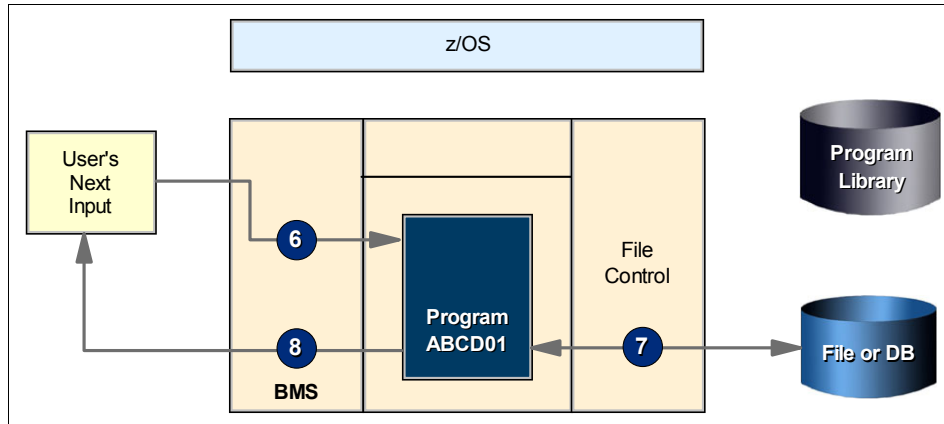 z/OS
User's
Next
Input
Program
Library
6
File
Control
Program
ABCD01
8
7
File or DB
BMS